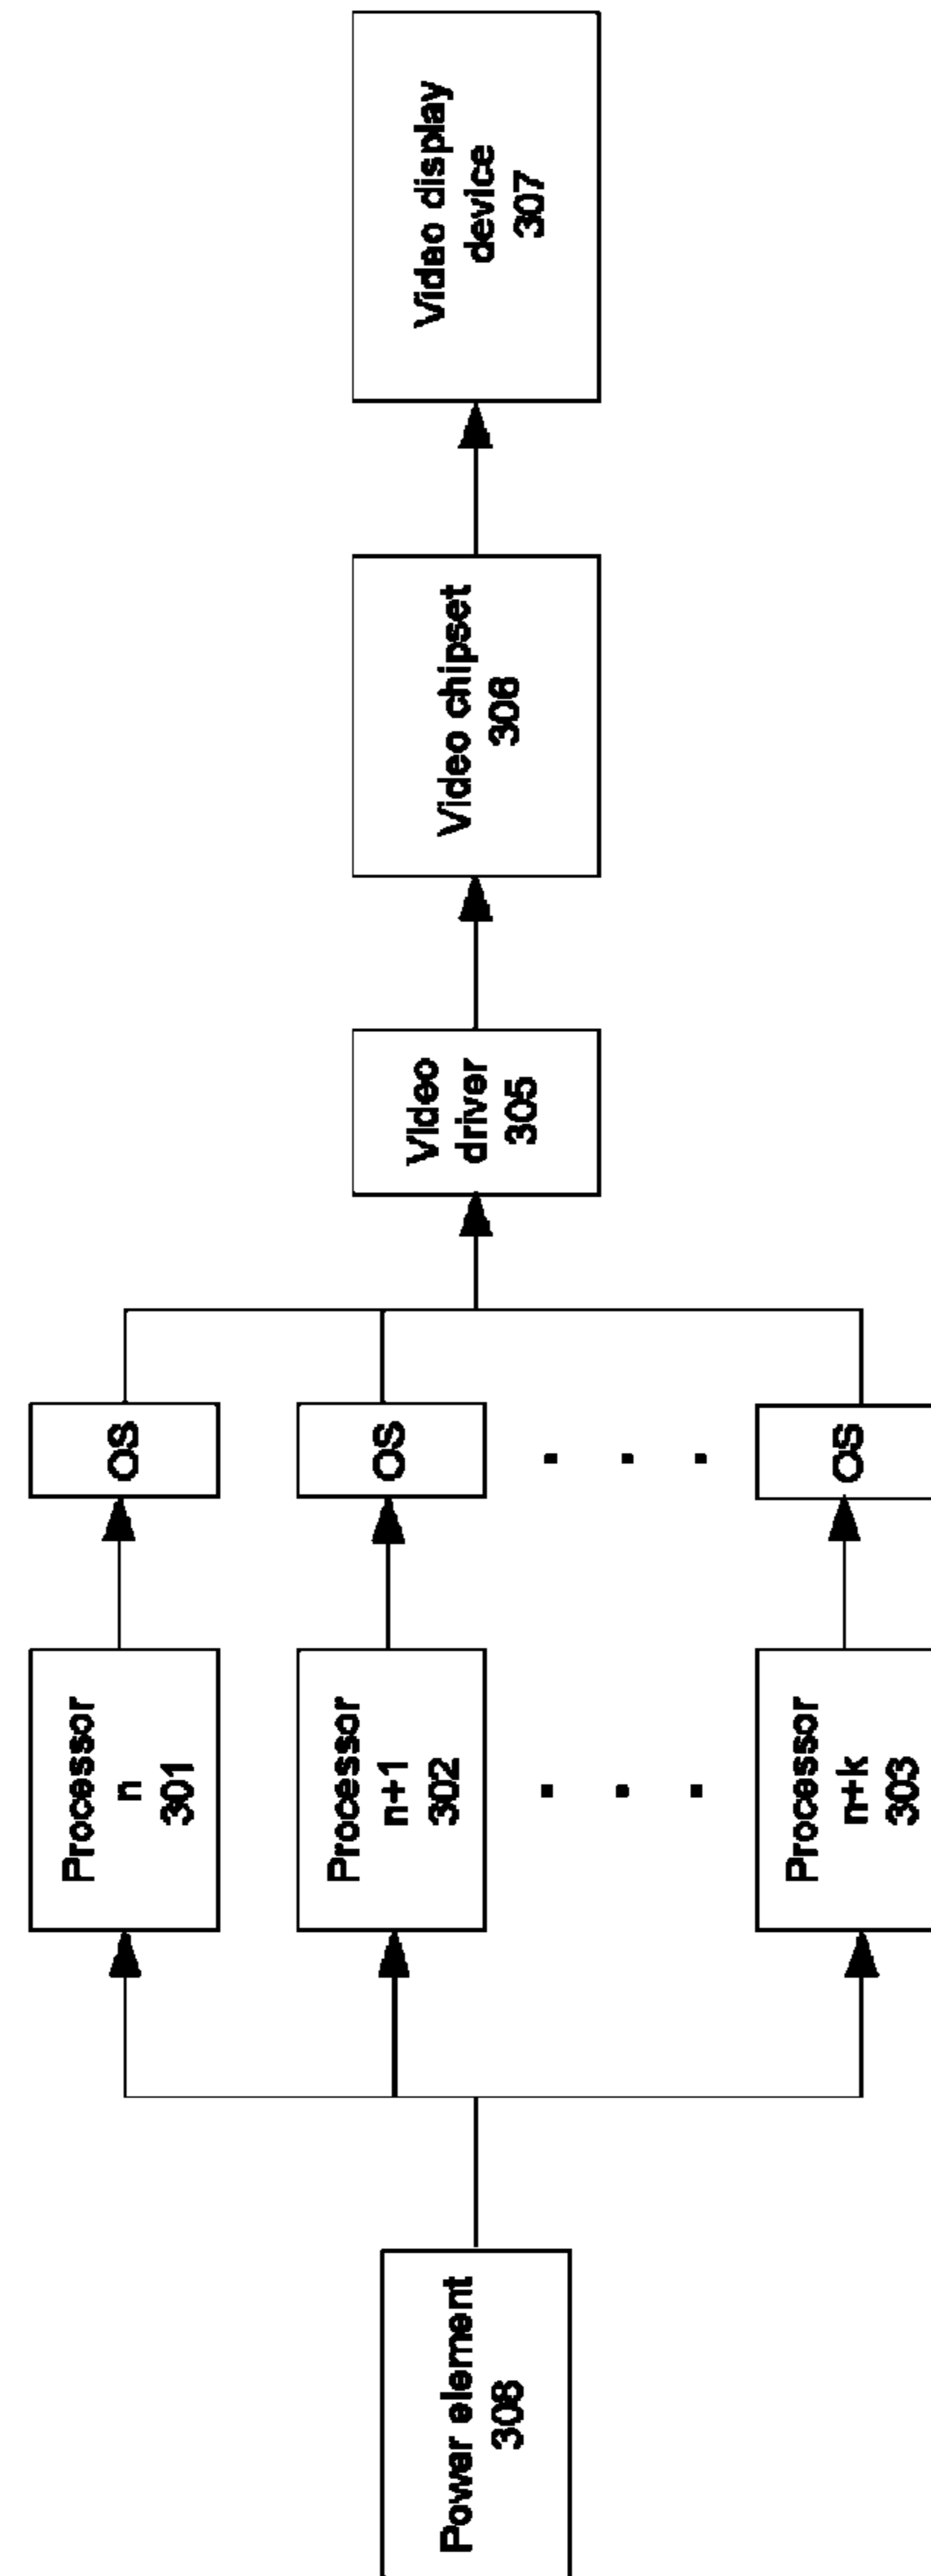 Power element
308
Processor
n
301
Processor
n+1
302
Processor
n+k
303
OS
OS
OS
Video
driver
305
Video chipset
306
Video display
device
307